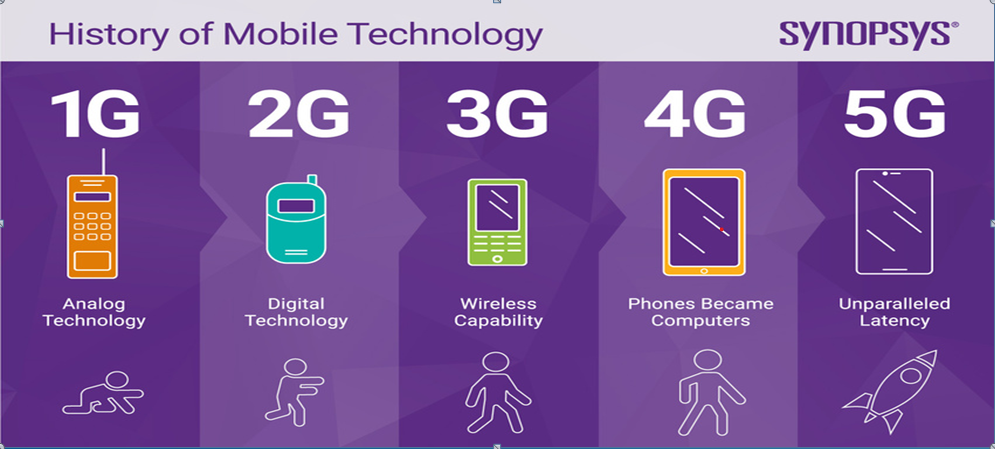 History of Mobile Technology
SYNOPSYS®
1G
2G
3G
4G
5G
Analog
Technology
Digital
Technology
Wireless
Capability
Phones Became
Computers
Unparalleled
Latency